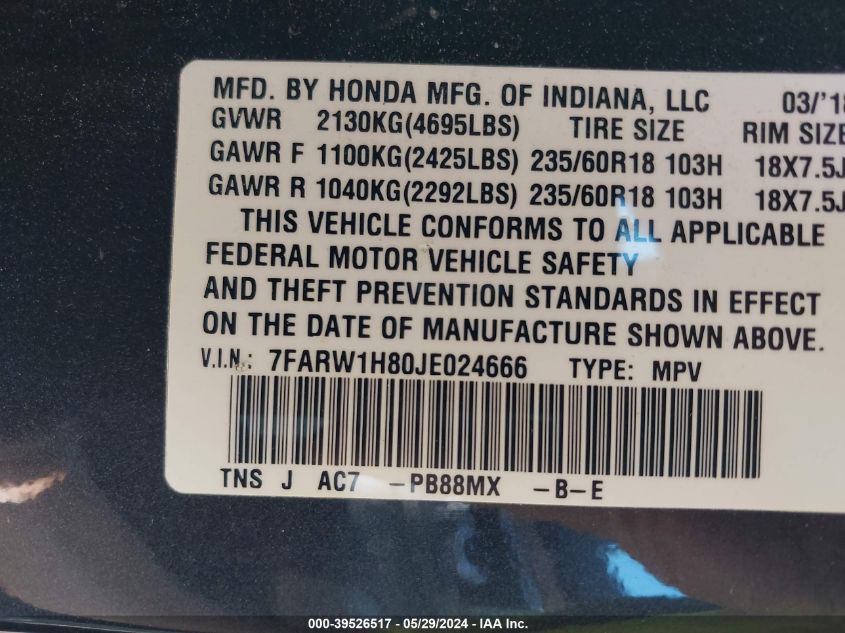 MFD. BY HONDA MFG. OF INDIANA, LLC 03/'18
GVWR 2130KG(4695LBS) TIRE SIZE RIM SIZE
GAWR F 1100KG(2425LBS) 235/60R18 103H 18X7.5J
GAWR R 1040KG(2292LBS) 235/60R18 103H 18X7.5J
THIS VEHICLE CONFORMS TO ALL APPLICABLE
FEDERAL MOTOR VEHICLE SAFETY
AND THEFT PREVENTION STANDARDS IN EFFECT
ON THE DATE OF MANUFACTURE SHOWN ABOVE.
V.I.N: 7FARW1H80JE024666 TYPE: MPV
TNS J AC7 -PB88MX -B-E
000-39526517 - 05/29/2024 - IAA Inc.